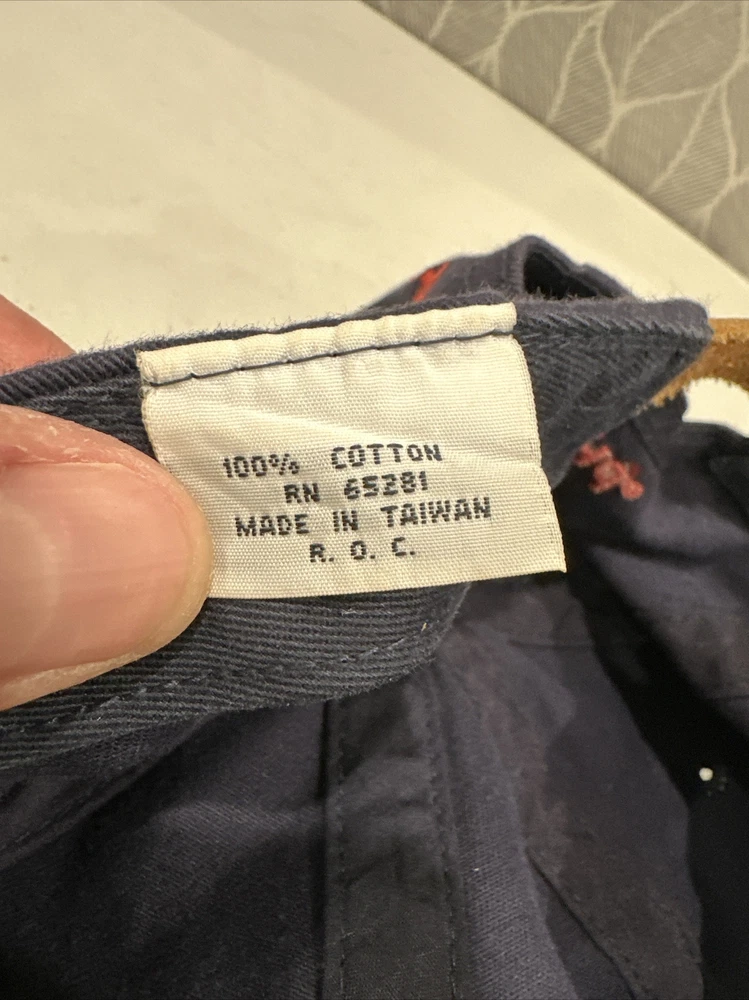 100% COTTON
RN 65281
MADE IN TAIWAN
R. O. C.